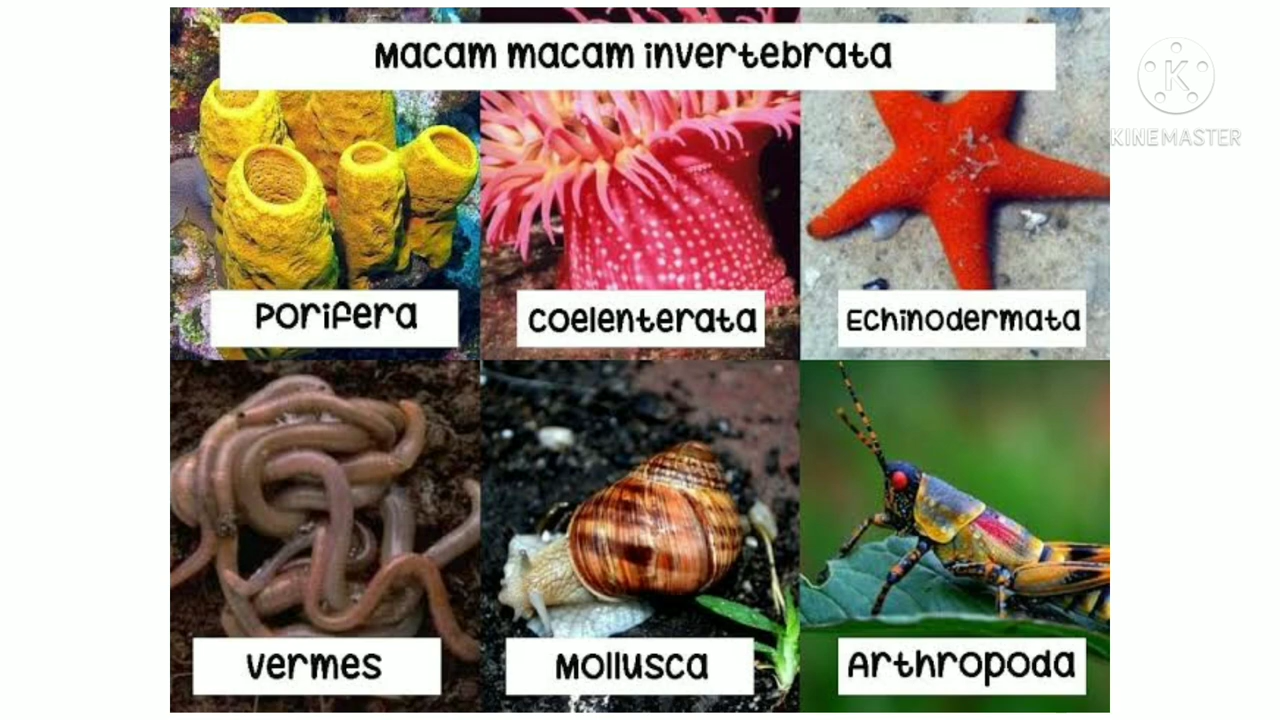 Macam macam invertebrata
KINEMASTER
Porifera
Coelenterata
Echinodermata
Vermes
Mollusca
Arthropoda